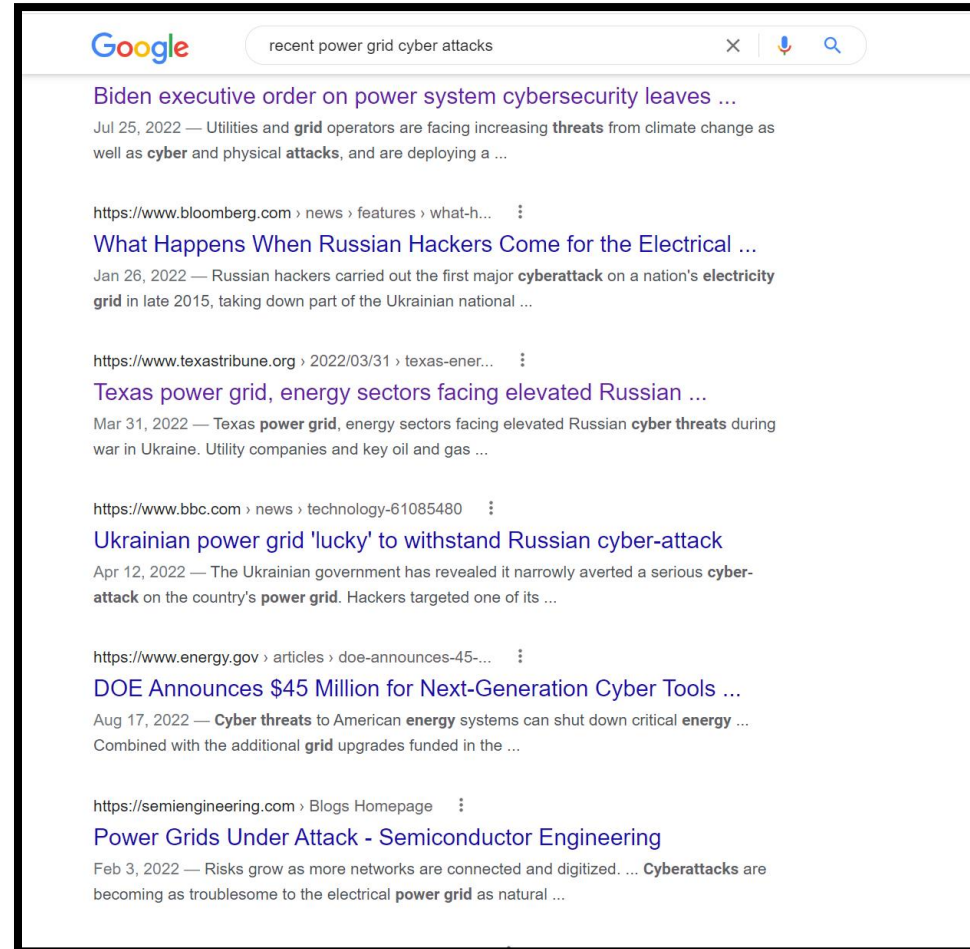 Google
recent power grid cyber attacks
Biden executive order on power system cybersecurity leaves ...
Jul 25, 2022 — Utilities and grid operators are facing increasing threats from climate change as
well as cyber and physical attacks, and are deploying a ...
https://www.bloomberg.com › news › features › what-h...
What Happens When Russian Hackers Come for the Electrical ...
Jan 26, 2022 — Russian hackers carried out the first major cyberattack on a nation's electricity
grid in late 2015, taking down part of the Ukrainian national ...
https://www.texastribune.org › 2022/03/31 › texas-ener...
Texas power grid, energy sectors facing elevated Russian ...
Mar 31, 2022 — Texas power grid, energy sectors facing elevated Russian cyber threats during
war in Ukraine. Utility companies and key oil and gas ...
https://www.bbc.com › news › technology-61085480
Ukrainian power grid 'lucky' to withstand Russian cyber-attack
Apr 12, 2022 — The Ukrainian government has revealed it narrowly averted a serious cyber-
attack on the country's power grid. Hackers targeted one of its ...
https://www.energy.gov › articles › doe-announces-45-...
DOE Announces $45 Million for Next-Generation Cyber Tools ...
Aug 17, 2022 — Cyber threats to American energy systems can shut down critical energy ...
Combined with the additional grid upgrades funded in the ...
https://semiengineering.com › Blogs Homepage
Power Grids Under Attack - Semiconductor Engineering
Feb 3, 2022 — Risks grow as more networks are connected and digitized. ... Cyberattacks are
becoming as troublesome to the electrical power grid as natural ...